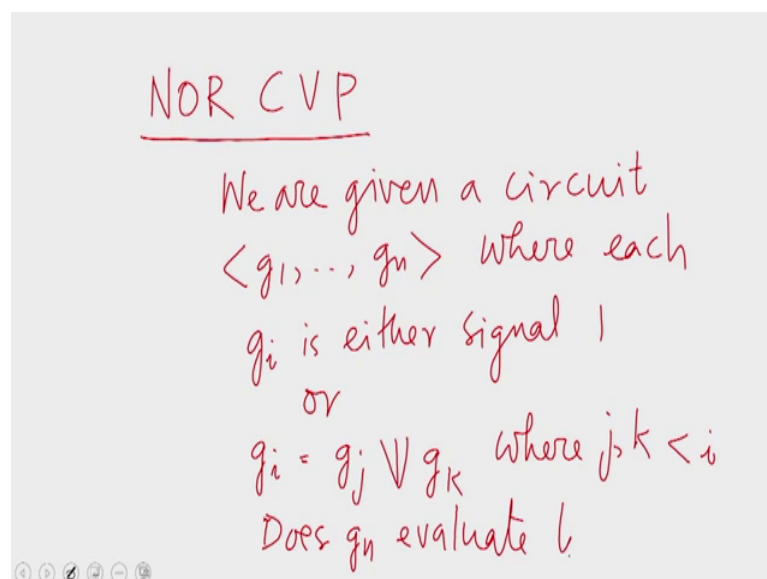 NOR CVP
We are given a circuit
<g1, .., gn> where each
gi is either signal 1
or
gi = gj ⩛ gk where j, k < i
Does gn evaluate